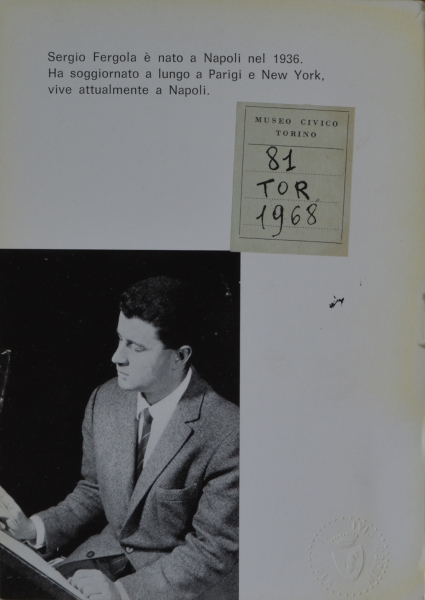 Sergio Fergola è nato a Napoli nel 1936.
Ha soggiornato a lungo a Parigi e New York,
vive attualmente a Napoli.
MUSEO CIVICO
TORINO
81
TOR.
1968